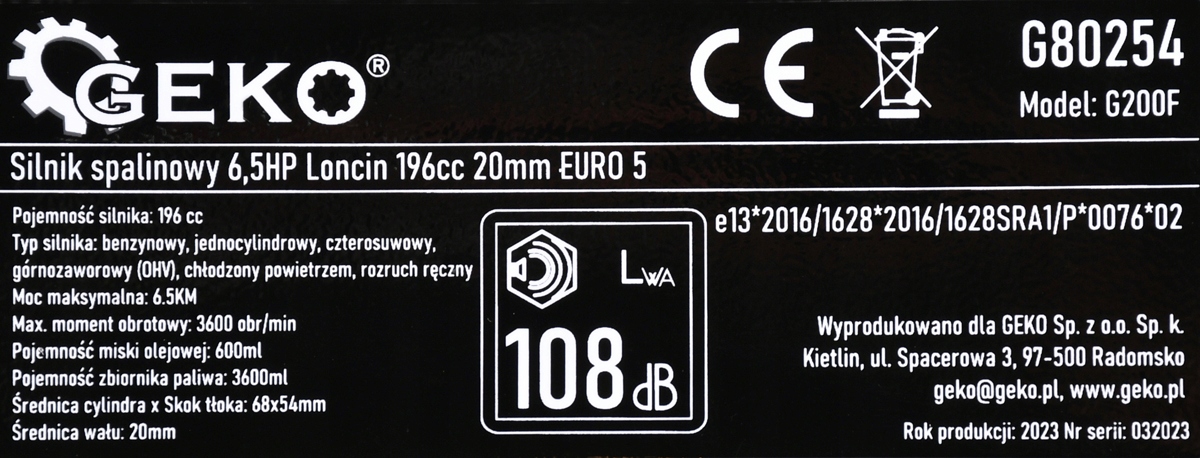 GEKO®
CE
G80254
Model: G200F
Silnik spalinowy 6,5HP Loncin 196cc 20mm EURO 5
Pojemność silnika: 196 cc
Typ silnika: benzynowy, jednocylindrowy, czterosuwowy,
górnozaworowy (OHV), chłodzony powietrzem, rozruch ręczny
Moc maksymalna: 6.5KM
Max. moment obrotowy: 3600 obr/min
Pojemność miski olejowej: 600ml
Pojemność zbiornika paliwa: 3600ml
Średnica cylindra x Skok tłoka: 68x54mm
Średnica wału: 20mm
LWA
108 dB
e13*2016/1628*2016/1628SRA1/P*0076*02
Wyprodukowano dla GEKO Sp. z o.o. Sp. k.
Kietlin, ul. Spacerowa 3, 97-500 Radomsko
geko@geko.pl, www.geko.pl
Rok produkcji: 2023 Nr serii: 032023